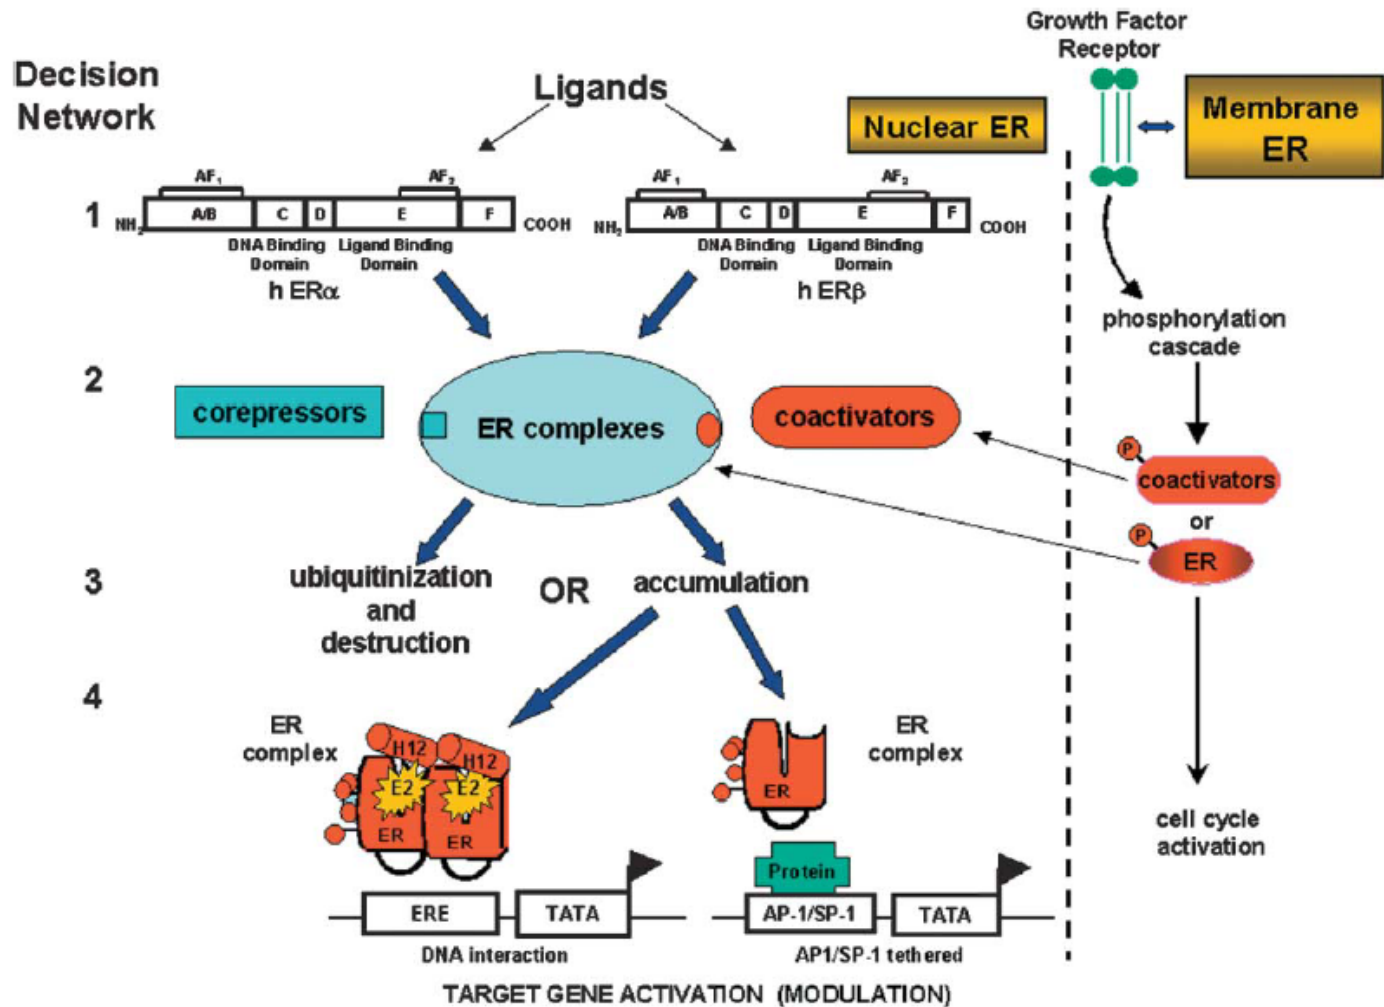 Decision
Network
Ligands
Nuclear ER
Growth Factor
Receptor
Membrane
ER
1
AF1
AF2
NH2
A/B
C
D
E
F
COOH
DNA Binding
Domain
Ligand Binding
Domain
h ERα
AF1
AF2
NH2
A/B
C
D
E
F
COOH
DNA Binding
Domain
Ligand Binding
Domain
h ERβ
phosphorylation
cascade
2
corepressors
ER complexes
coactivators
P
coactivators
or
P
ER
3
ubiquitinization
and
destruction
OR
accumulation
4
ER
complex
H12
H12
E2
E2
ER
ER
ER
complex
ER
cell cycle
activation
Protein
ERE
TATA
AP-1/SP-1
TATA
DNA interaction
AP1/SP-1 tethered
TARGET GENE ACTIVATION (MODULATION)